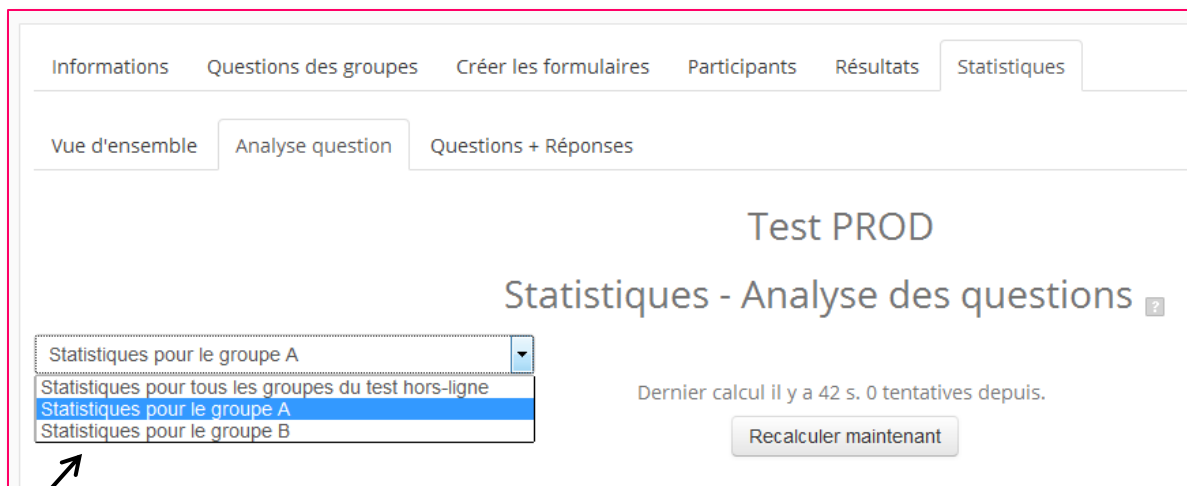 Informations Questions des groupes Créer les formulaires Participants Résultats Statistiques
Vue d'ensemble Analyse question Questions + Réponses
Test PROD
Statistiques - Analyse des questions ?
Statistiques pour le groupe A
Statistiques pour tous les groupes du test hors-ligne
Statistiques pour le groupe A
Statistiques pour le groupe B
Dernier calcul il y a 42 s. 0 tentatives depuis.
Recalculer maintenant